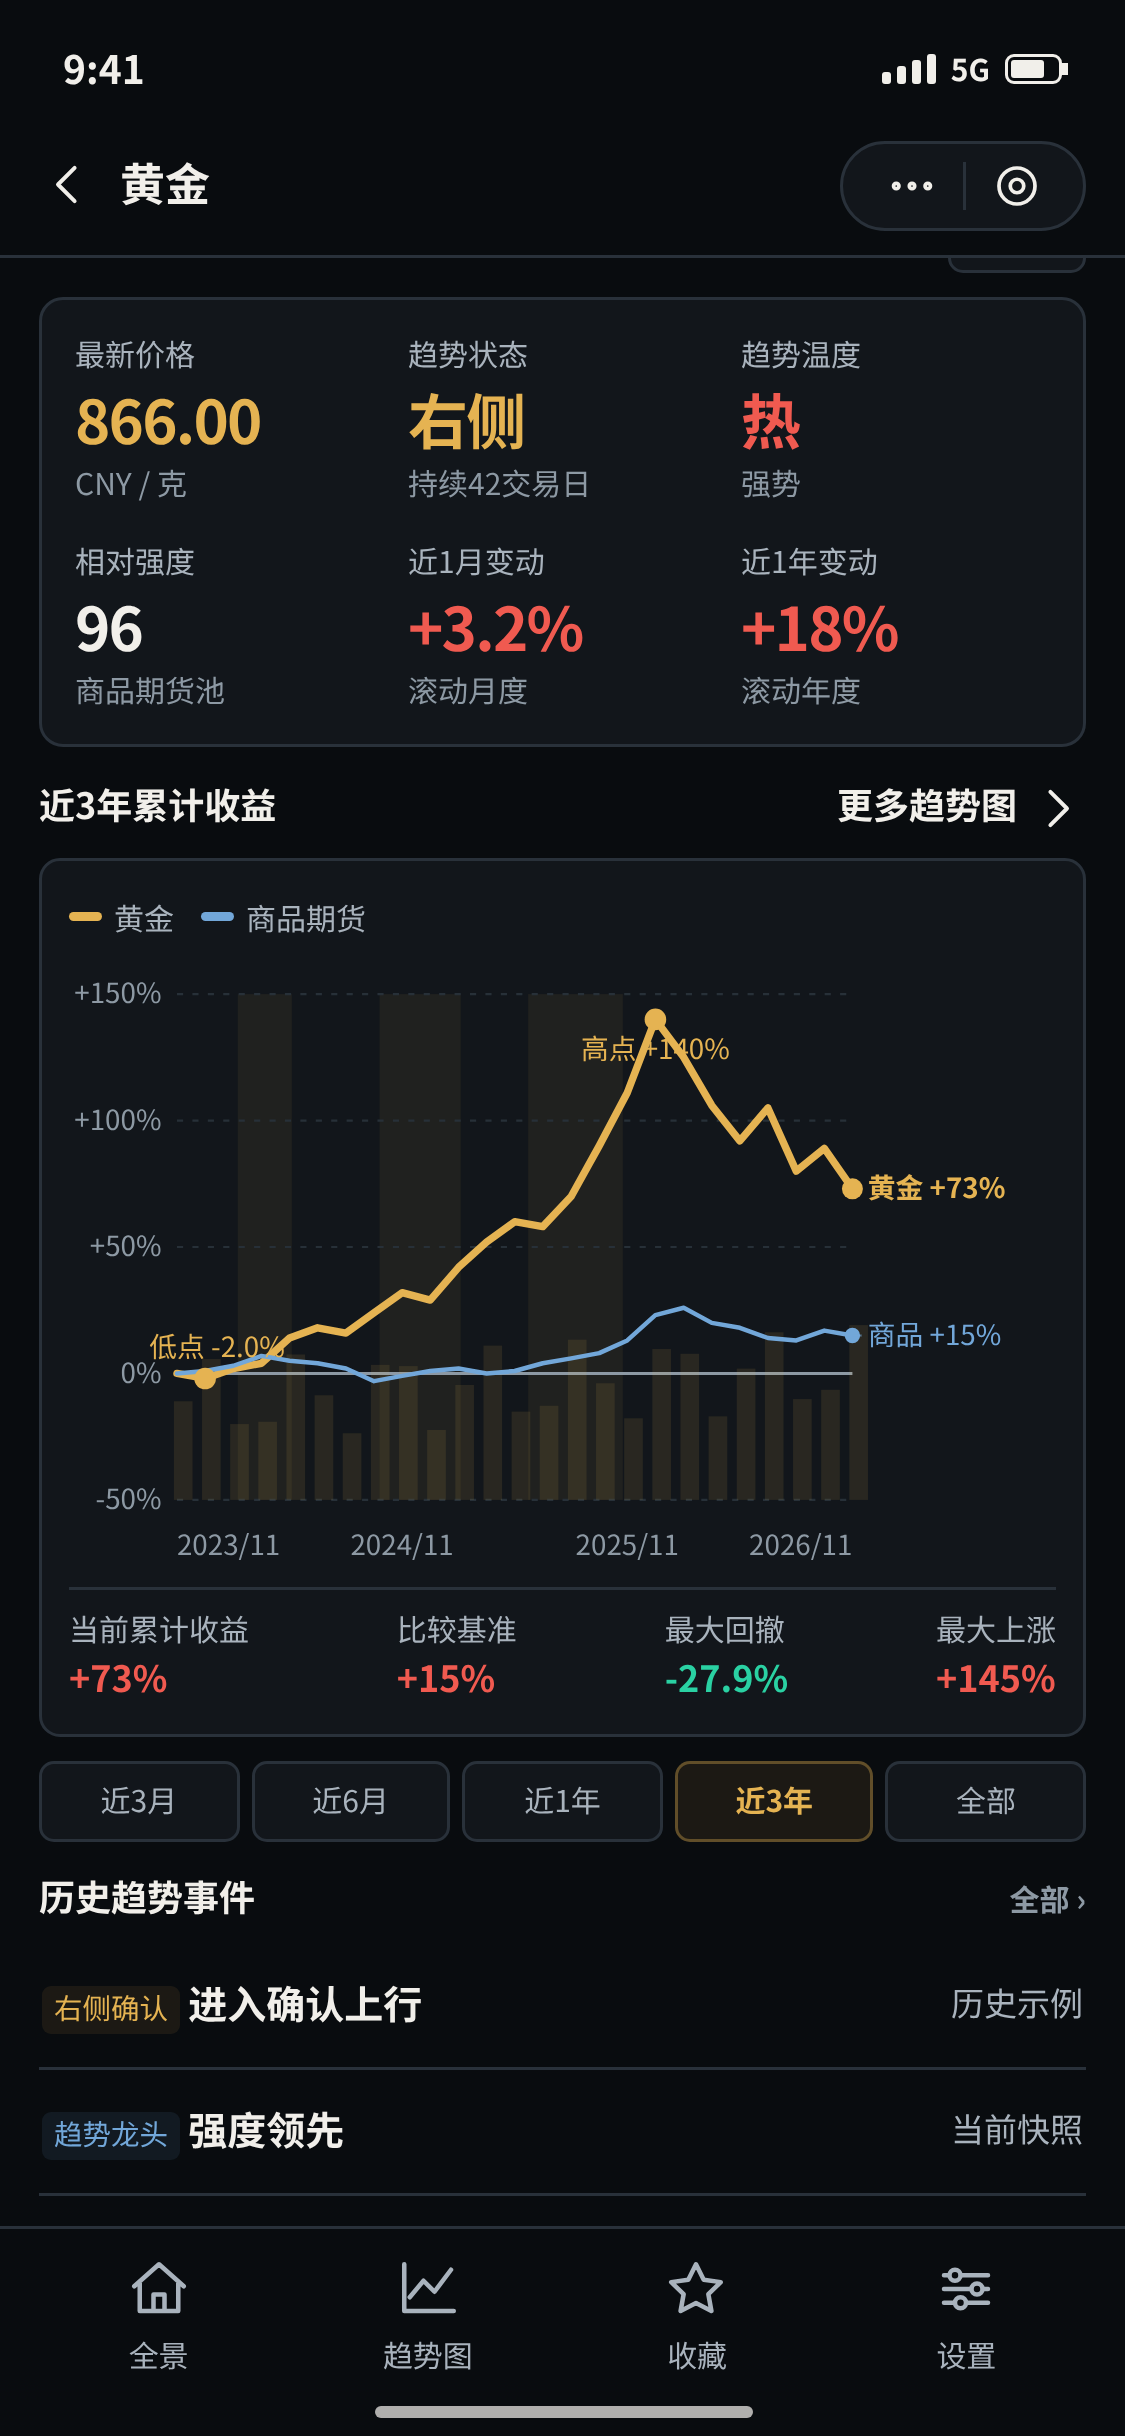 9:41 5G
黄金
最新价格 趋势状态 趋势温度
866.00 右侧 热
CNY / 克 持续42交易日 强势
相对强度 近1月变动 近1年变动
96 +3.2% +18%
商品期货池 滚动月度 滚动年度
近3年累计收益 更多趋势图
黄金 商品期货
+150%
高点 +140%
+100%
黄金 +73%
+50%
商品 +15%
低点 -2.0%
0%
-50%
2023/11 2024/11 2025/11 2026/11
当前累计收益 比较基准 最大回撤 最大上涨
+73% +15% -27.9% +145%
近3月 近6月 近1年 近3年 全部
历史趋势事件 全部 ›
右侧确认 进入确认上行 历史示例
趋势龙头 强度领先 当前快照
全景 趋势图 收藏 设置